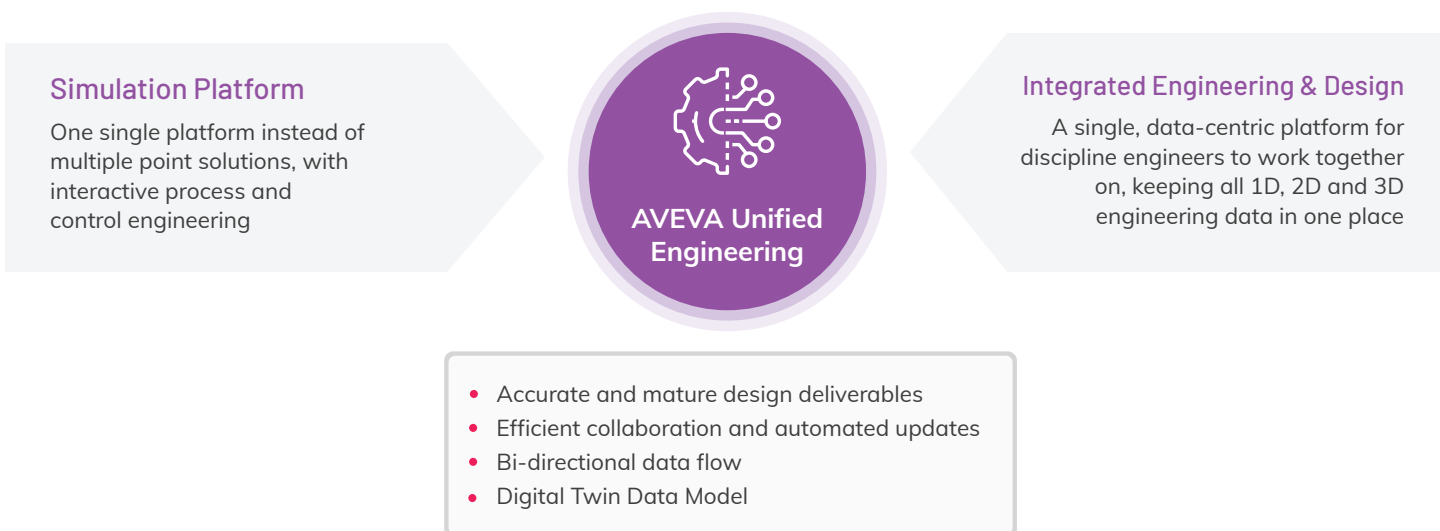 Simulation Platform
One single platform instead of
multiple point solutions, with
interactive process and
control engineering
AVEVA Unified
Engineering
Integrated Engineering & Design
A single, data-centric platform for
discipline engineers to work together
on, keeping all 1D, 2D and 3D
engineering data in one place
• Accurate and mature design deliverables
• Efficient collaboration and automated updates
• Bi-directional data flow
• Digital Twin Data Model